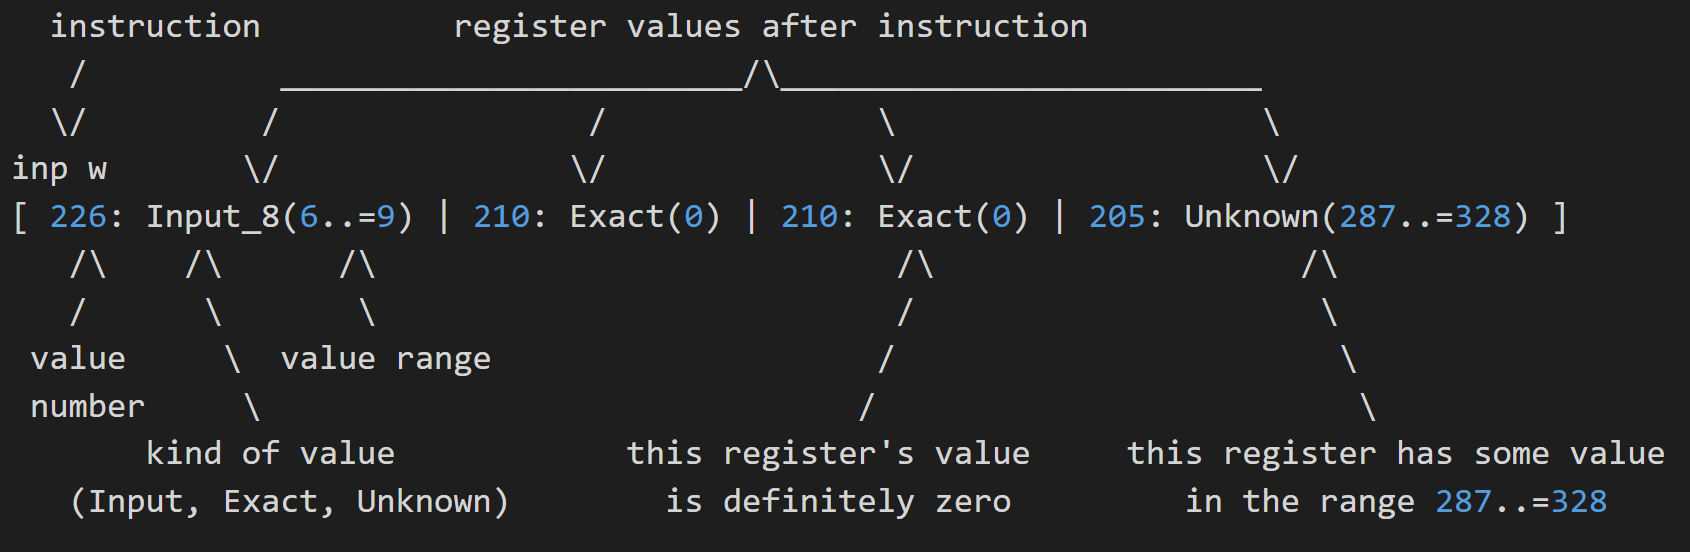 instruction          register values after instruction
   /          ________________________/\_________________________
  \/         /                /              \                   \
inp w       \/               \/              \/                  \/
[ 226: Input_8(6..=9) | 210: Exact(0) | 210: Exact(0) | 205: Unknown(287..=328) ]
   /\    /\      /\                           /\                   /\
   /      \       \                           /                     \
 value     \  value range                    /                       \
 number     \                               /                         \
       kind of value            this register's value     this register has some value
   (Input, Exact, Unknown)        is definitely zero         in the range 287..=328